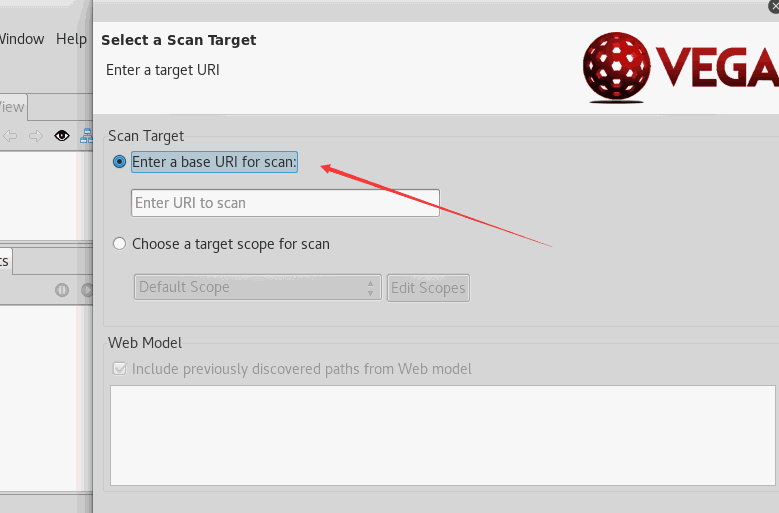 Window Help
Select a Scan Target
Enter a target URI
VEGA
View
Scan Target
Enter a base URI for scan:
Enter URI to scan
Choose a target scope for scan
ts
Default Scope
Edit Scopes
Web Model
Include previously discovered paths from Web model